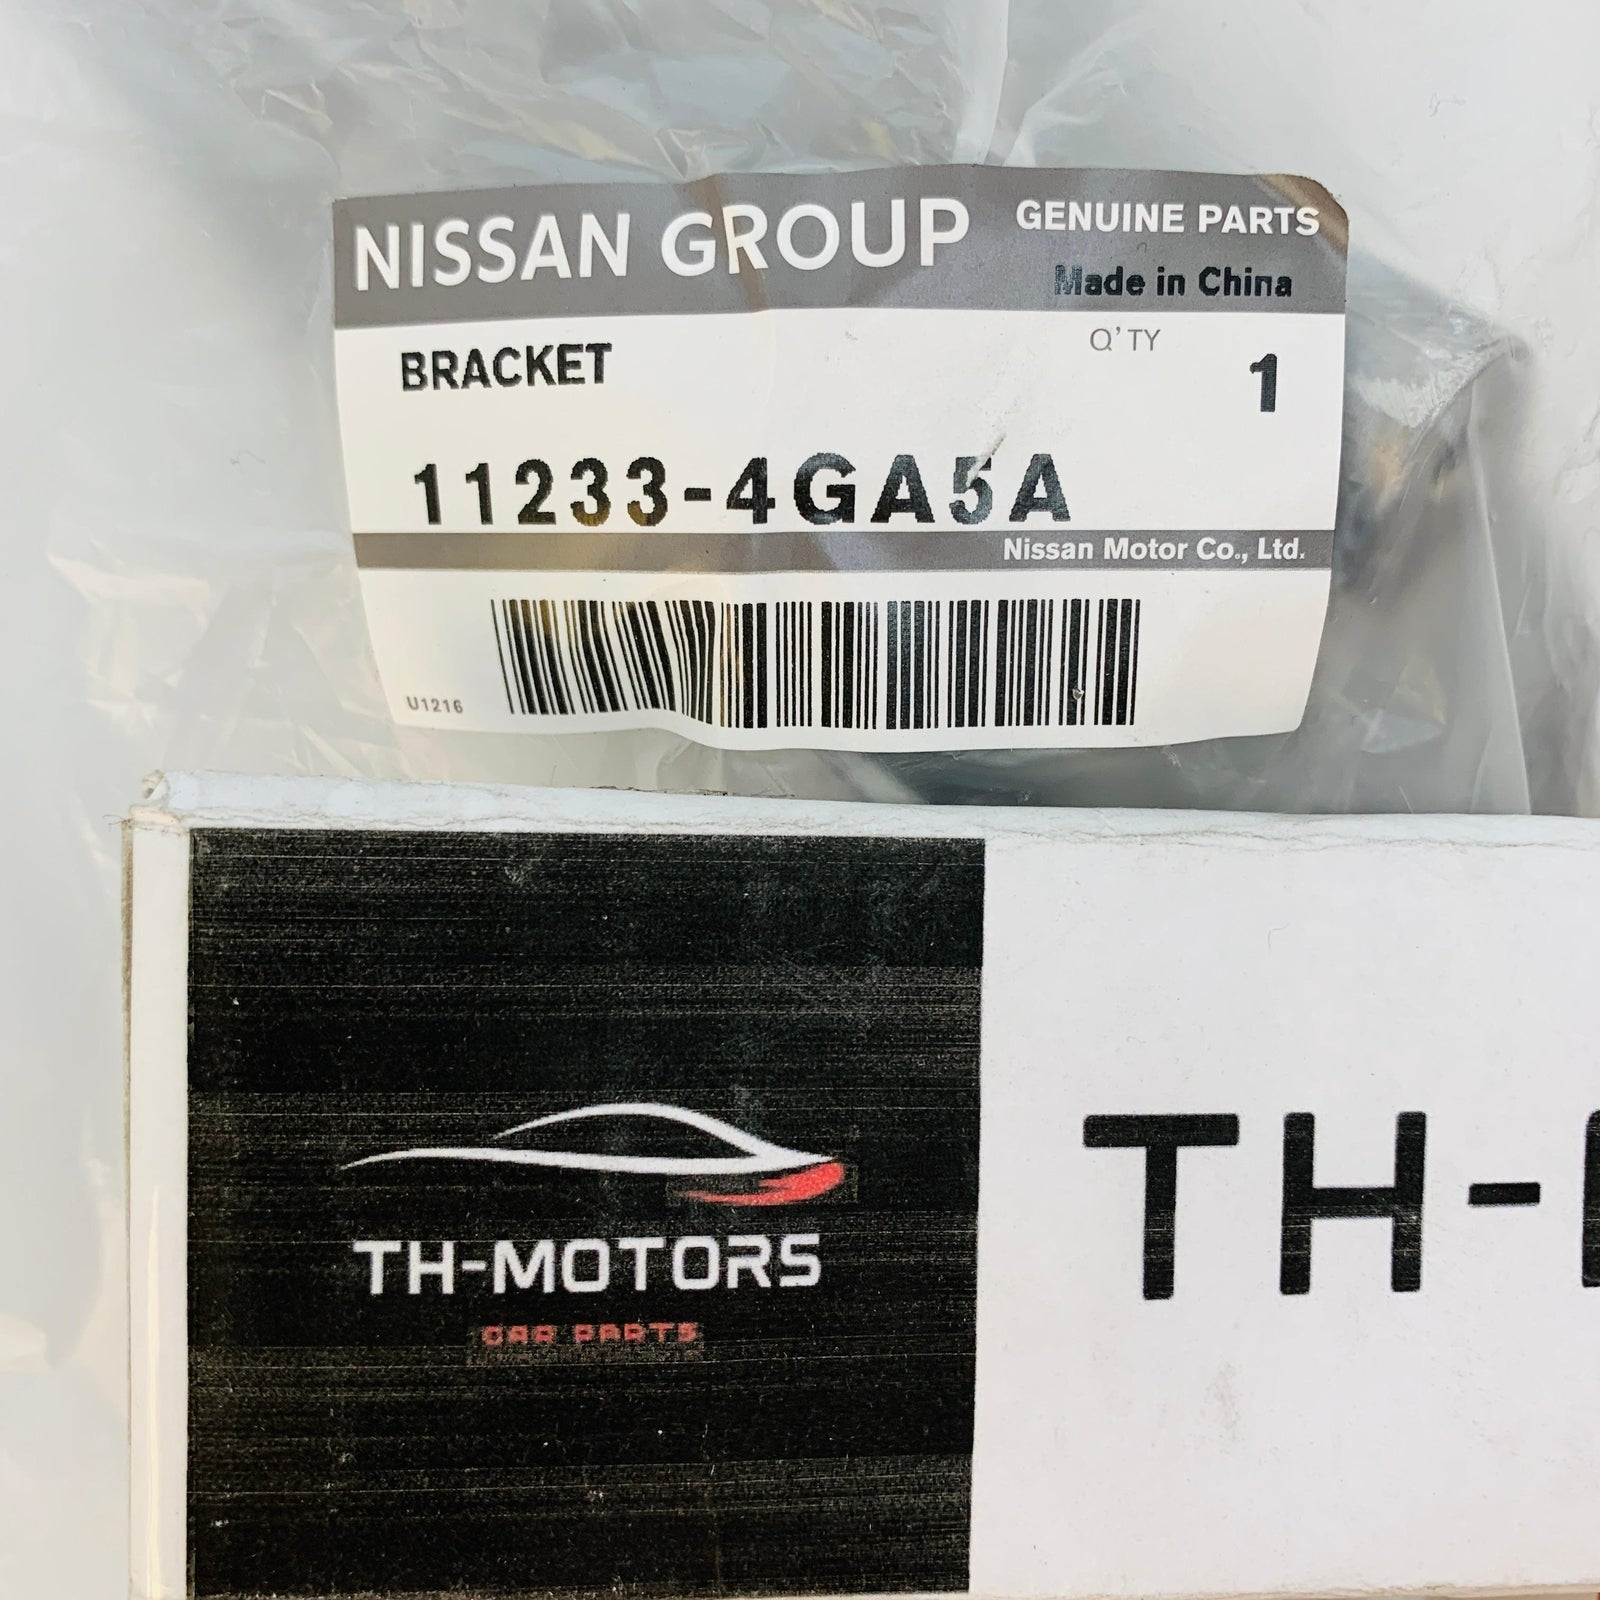 NISSAN GROUP
GENUINE PARTS
Made in China
BRACKET
Q'TY
1
11233-4GA5A
Nissan Motor Co., Ltd.
U1216
TH-MOTORS
CAR PARTS
TH-